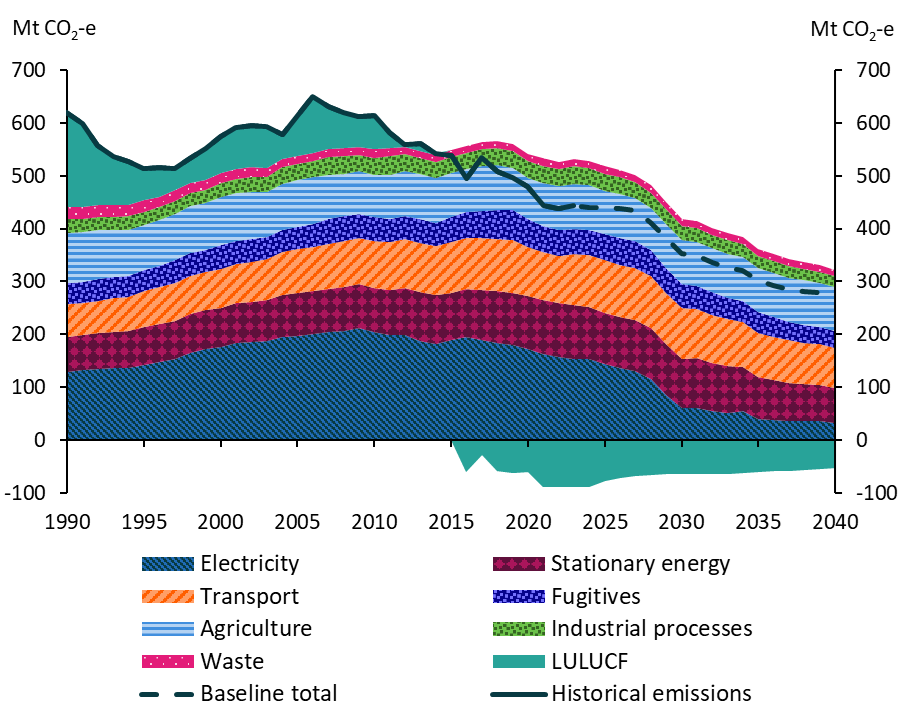 Mt CO₂-e Mt CO₂-e
700 700
600 600
500 500
400 400
300 300
200 200
100 100
0 0
-100 -100
1990 1995 2000 2005 2010 2015 2020 2025 2030 2035 2040
Electricity Stationary energy
Transport Fugitives
Agriculture Industrial processes
Waste LULUCF
Baseline total Historical emissions